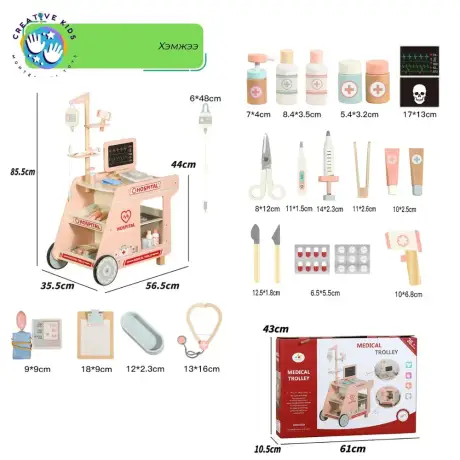 CREATIVE KIDS
Хэмжээ
6*48cm
85.5cm
44cm
HOSPITAL
HOSPITAL
35.5cm
56.5cm
7*4cm
8.4*3.5cm
5.4*3.2cm
17*13cm
8*12cm
11*1.5cm
14*2.3cm
11*2.6cm
10*2.5cm
12.5*1.8cm
6.5*5.5cm
10*6.8cm
9*9cm
18*9cm
12*2.3cm
13*16cm
43cm
MEDICAL
TROLLEY
MEDICAL
TROLLEY
10.5cm
61cm